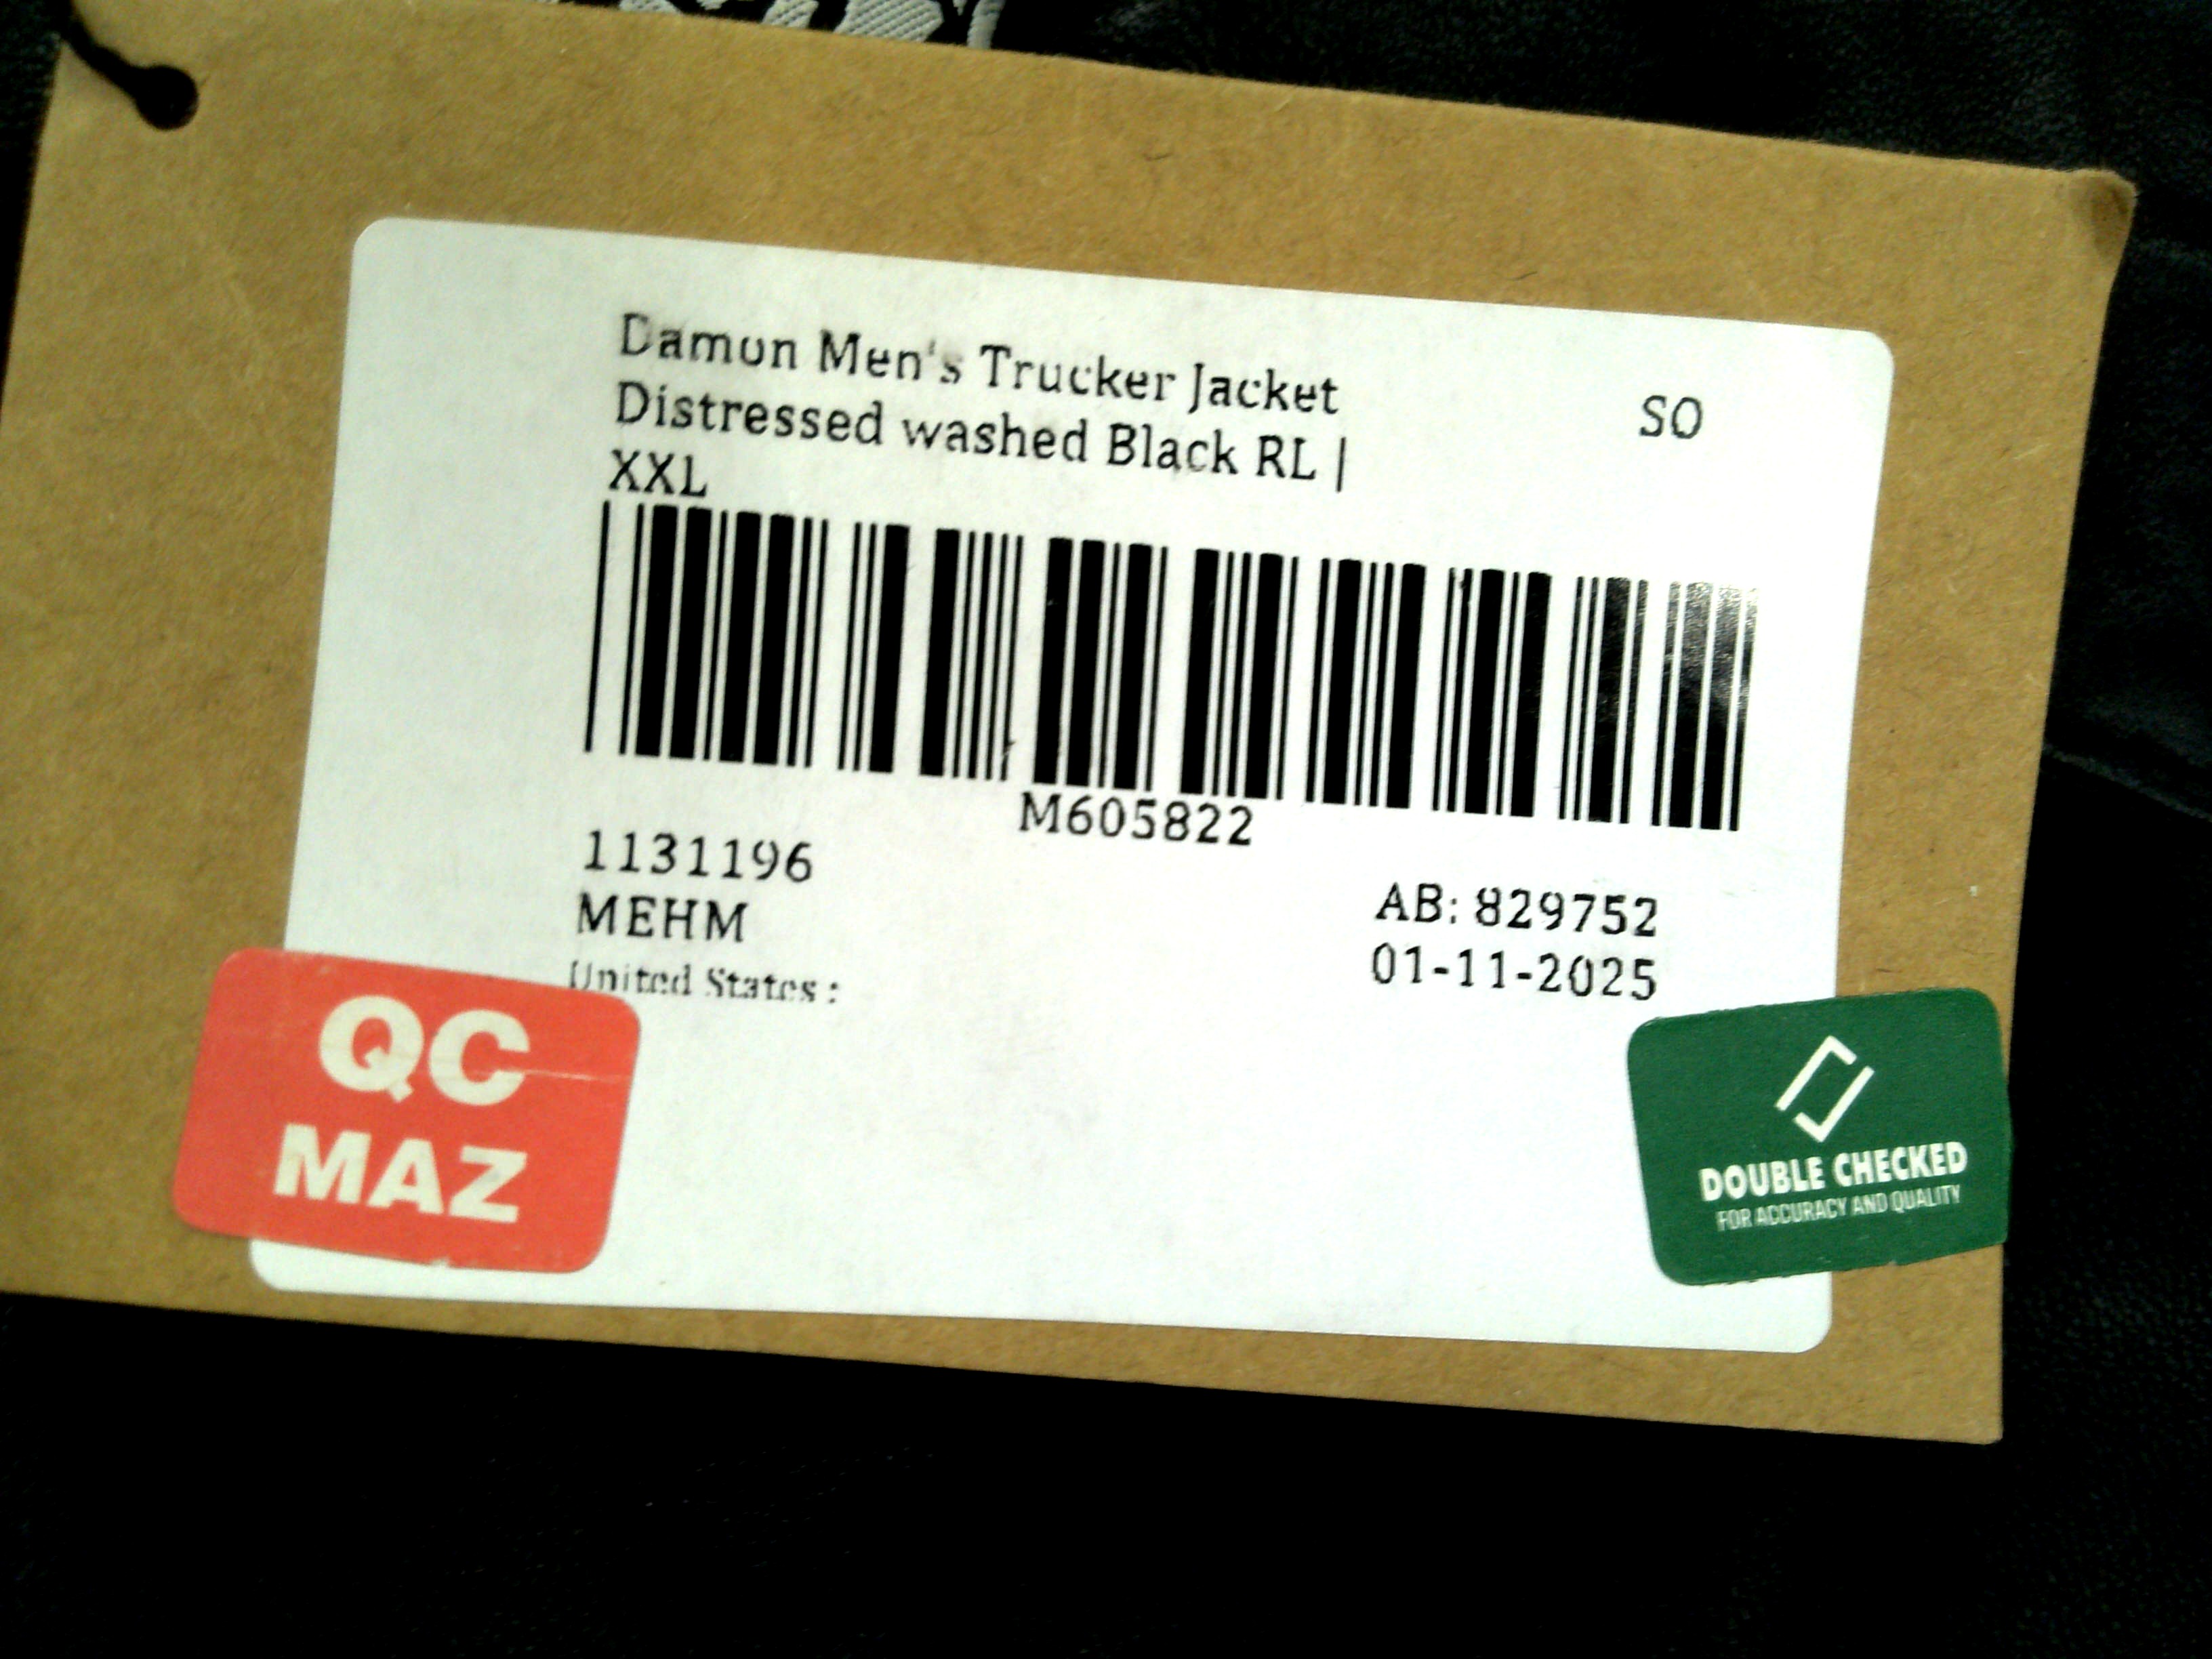 Damon Men's Trucker Jacket
Distressed washed Black RL |
XXL
SO
M605822
1131196
MEHM
United States :
AB: 829752
01-11-2025
QC
MAZ
DOUBLE CHECKED
FOR ACCURACY AND QUALITY